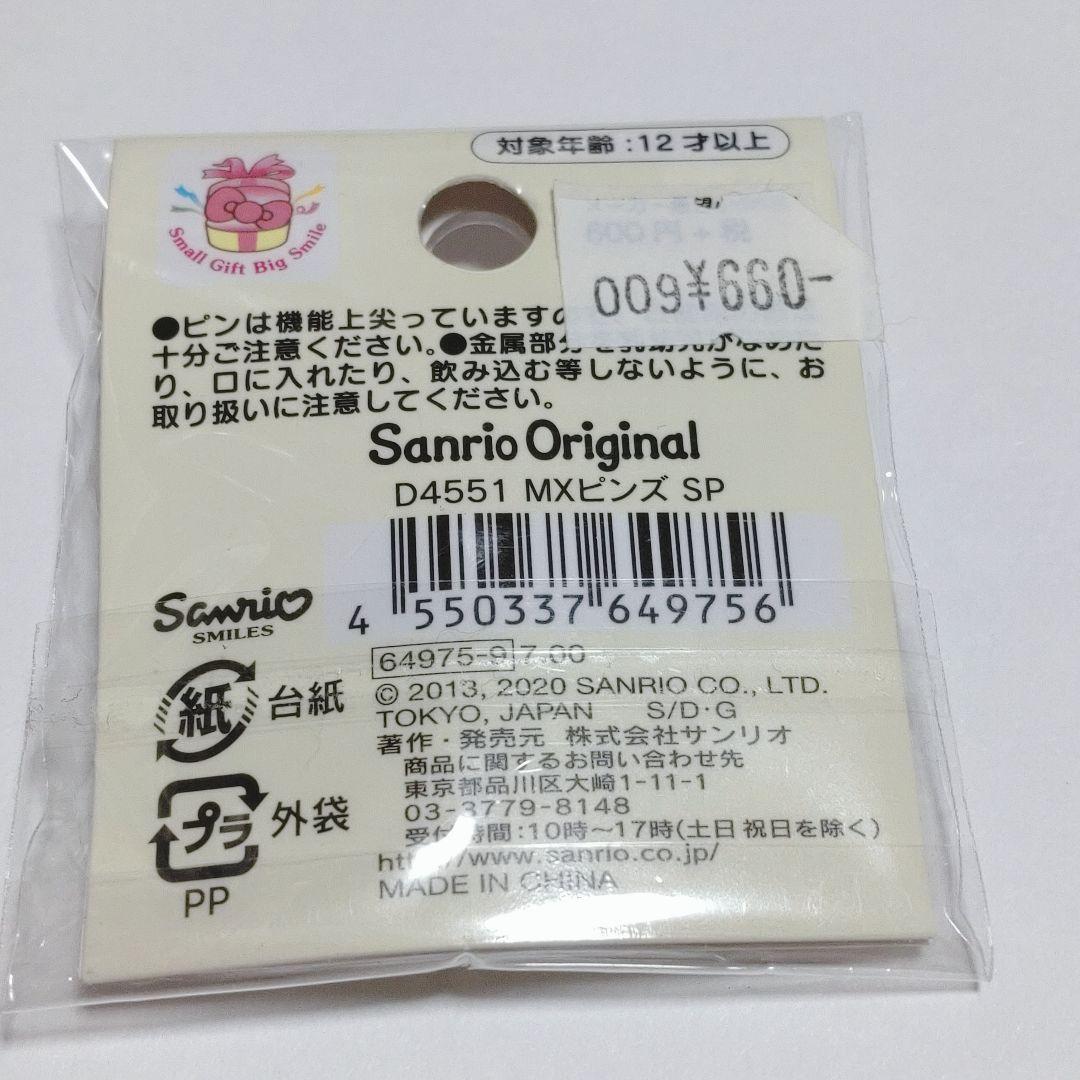 対象年齢:12才以上
Small Gift Big Smile
600円+税
009¥660-
●ピンは機能上尖っています
十分ご注意ください。●金属部分
り、口に入れたり、飲み込む等しないように、お
取り扱いに注意してください。
Sanrio Original
D4551 MXピンズ SP
4 550337 649756
Sanrio
SMILES
64975-9 7.00
© 2013, 2020 SANRIO CO., LTD.
TOKYO, JAPAN S/D·G
紙 台紙
著作・発売元 株式会社サンリオ
商品に関するお問い合わせ先
東京都品川区大崎1-11-1
03-3779-8148
プラ 外袋
受付時間:10時~17時(土日祝日を除く)
http://www.sanrio.co.jp/
PP
MADE IN CHINA